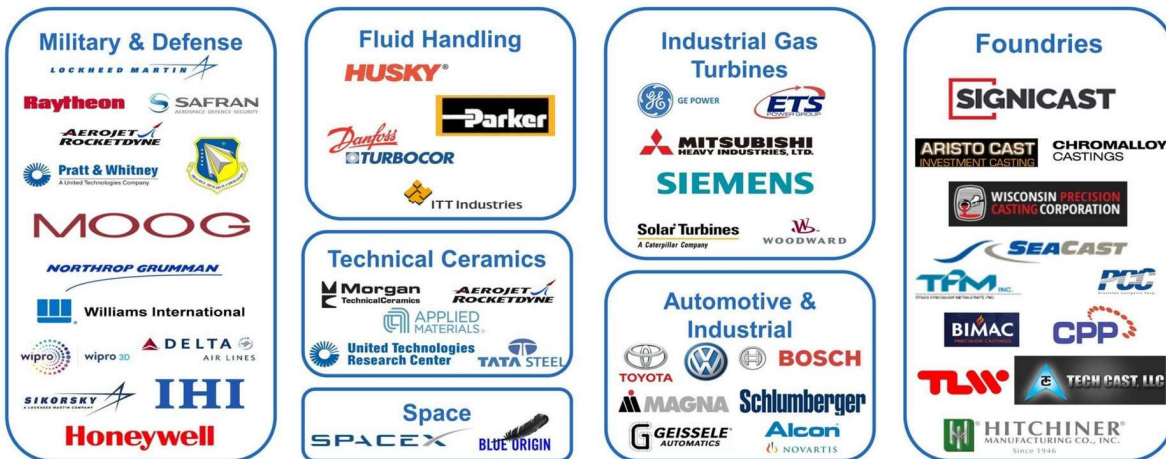 Military & Defense
LOCKHEED MARTIN
Raytheon
SAFRAN
AEROSPACE · DEFENCE · SECURITY
AEROJET
ROCKETDYNE
Pratt & Whitney
A United Technologies Company
MOOG
NORTHROP GRUMMAN
Williams International
wipro
wipro 3D
DELTA
AIR LINES
SIKORSKY
A LOCKHEED MARTIN COMPANY
IHI
Honeywell
Fluid Handling
HUSKY®
Parker
Danfoss
TURBOCOR
ITT Industries
Technical Ceramics
Morgan
TechnicalCeramics
AEROJET
ROCKETDYNE
APPLIED
MATERIALS®
United Technologies
Research Center
TATA STEEL
Space
SPACEX
BLUE ORIGIN
Industrial Gas
Turbines
GE POWER
ETS
POWER GROUP
MITSUBISHI
HEAVY INDUSTRIES, LTD.
SIEMENS
Solar Turbines
A Caterpillar Company
WOODWARD
Automotive &
Industrial
TOYOTA
BOSCH
MAGNA
Schlumberger
GEISSELE
AUTOMATICS
Alcon
NOVARTIS
Foundries
SIGNICAST
ARISTO CAST
INVESTMENT CASTING
CHROMALLOY
CASTINGS
WISCONSIN PRECISION
CASTING CORPORATION
SEACAST
TPM INC.
PCC
BIMAC
PRECISION CASTINGS
CPP
TLW
TC
TECH CAST, LLC
HITCHINER®
MANUFACTURING CO., INC.
Since 1946